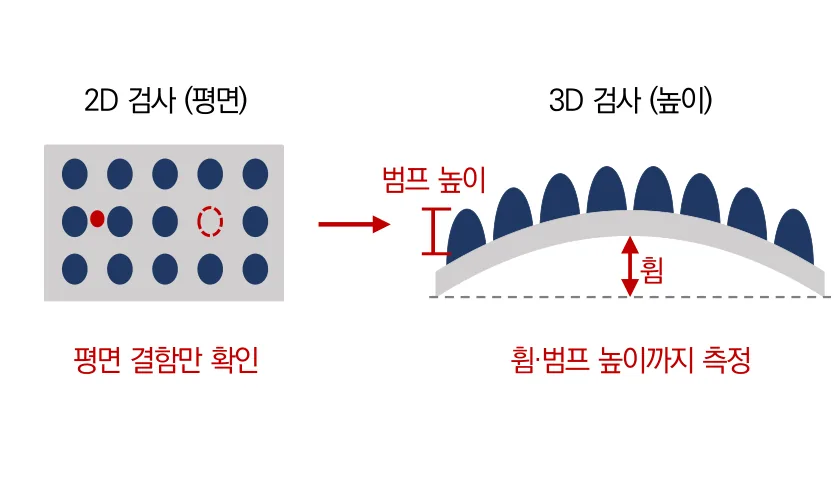 2D 검사 (평면)
3D 검사 (높이)
범프 높이
휨
평면 결함만 확인
휨·범프 높이까지 측정